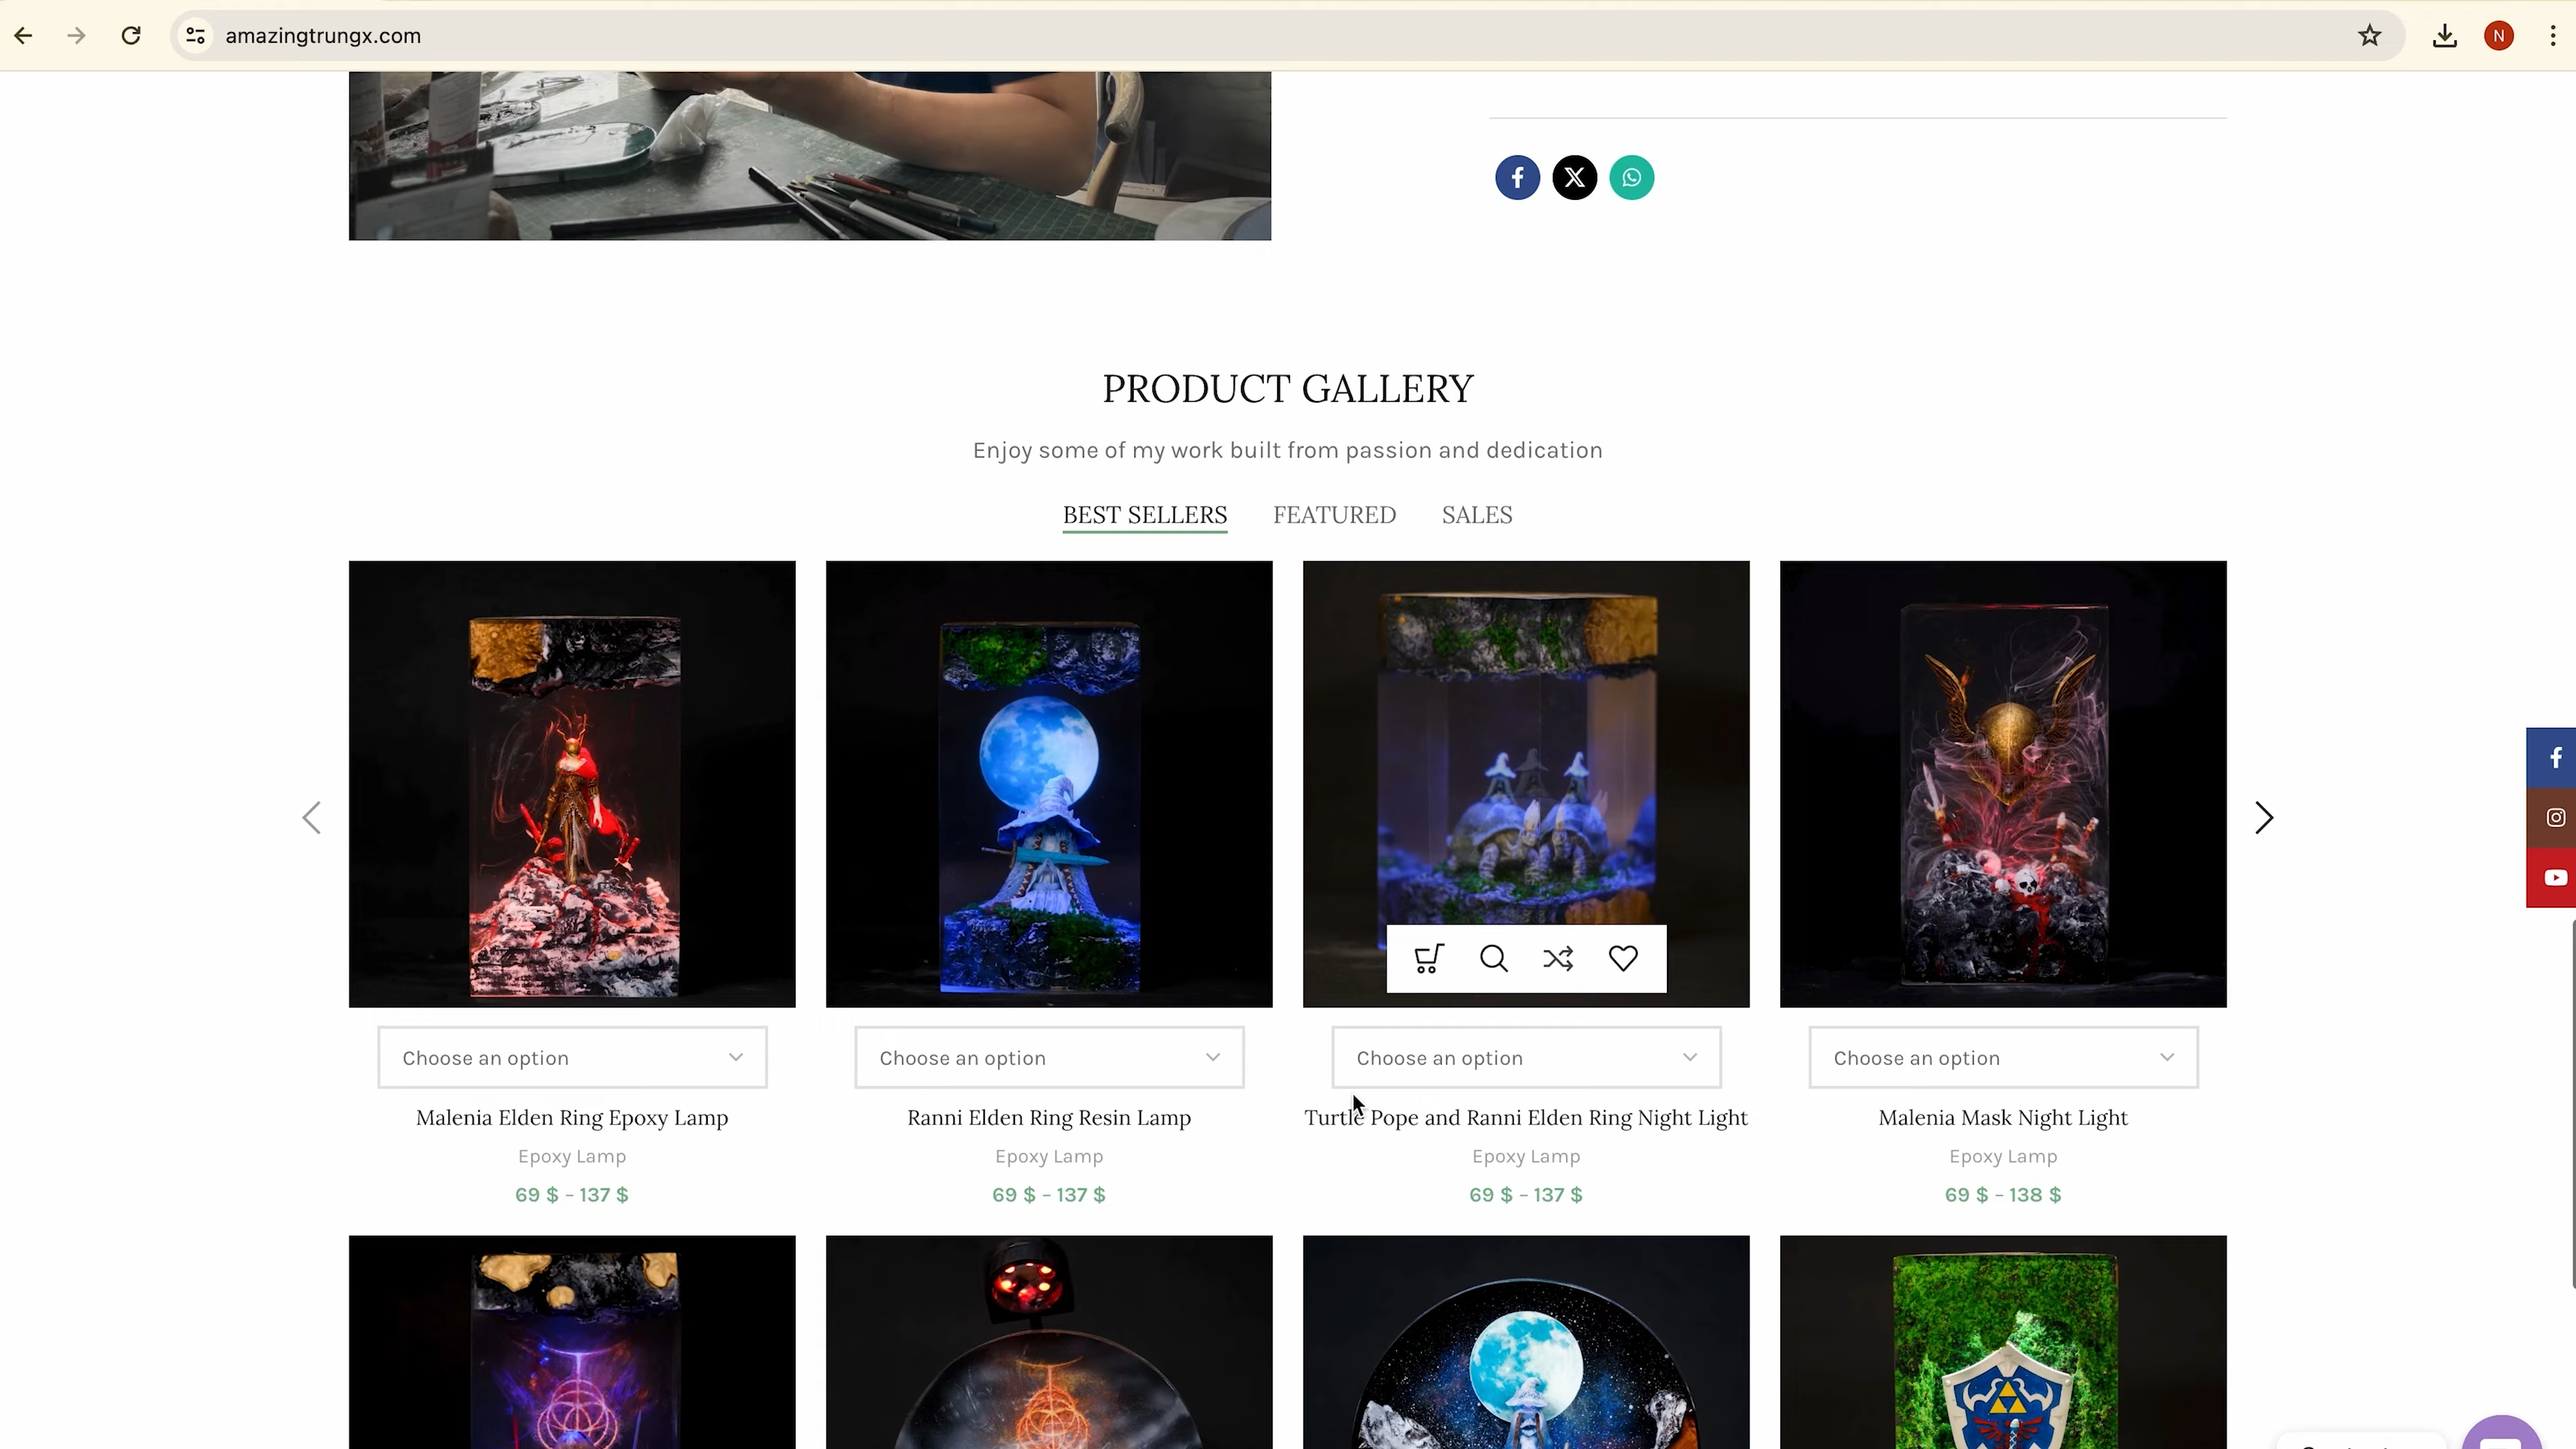 amazingtrungx.com
N
PRODUCT GALLERY
Enjoy some of my work built from passion and dedication
BEST SELLERS FEATURED SALES
Choose an option Choose an option Choose an option Choose an option
Malenia Elden Ring Epoxy Lamp Ranni Elden Ring Resin Lamp Turtle Pope and Ranni Elden Ring Night Light Malenia Mask Night Light
Epoxy Lamp Epoxy Lamp Epoxy Lamp Epoxy Lamp
69 $ – 137 $ 69 $ – 137 $ 69 $ – 137 $ 69 $ – 138 $